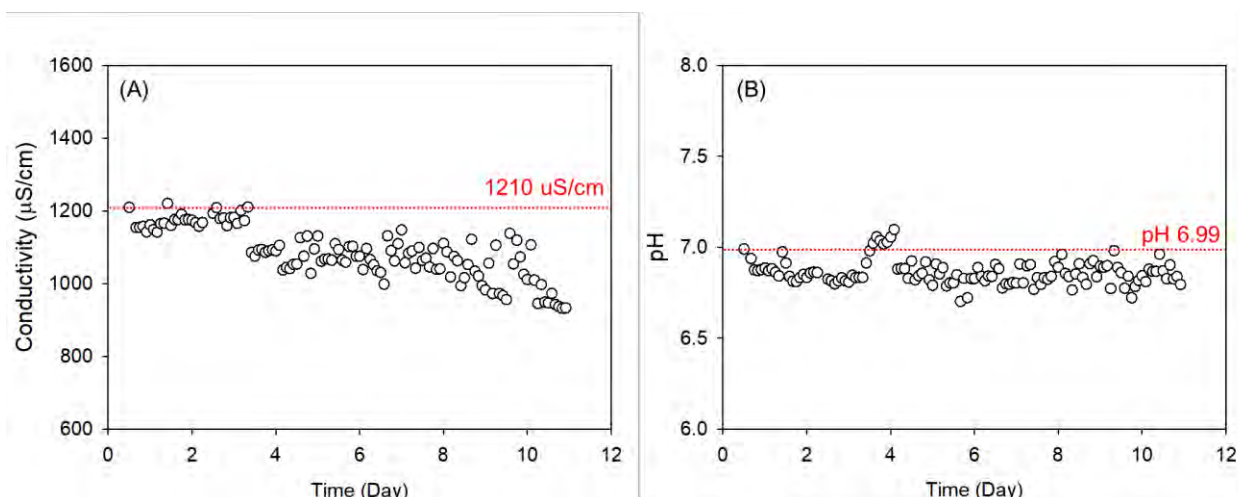 (A)
Conductivity (µS/cm)
1600
1400
1200
1000
800
600
1210 uS/cm
0 2 4 6 8 10 12
Time (Day)
(B)
pH
8.0
7.5
7.0
6.5
6.0
pH 6.99
0 2 4 6 8 10 12
Time (Day)